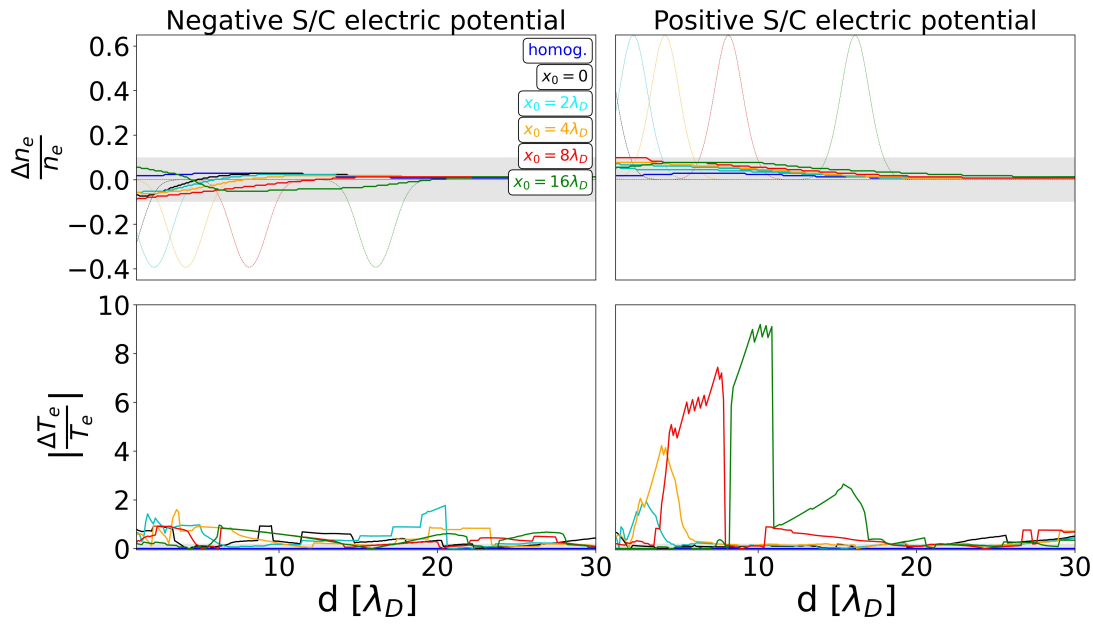 Negative S/C electric potential
Positive S/C electric potential
0.6
0.4
0.2
0.0
−0.2
−0.4
Δn_e/n_e
homog.
x_0 = 0
x_0 = 2λ_D
x_0 = 4λ_D
x_0 = 8λ_D
x_0 = 16λ_D
10
8
6
4
2
0
|ΔT_e/T_e|
10 20 30
10 20 30
d [λ_D]
d [λ_D]